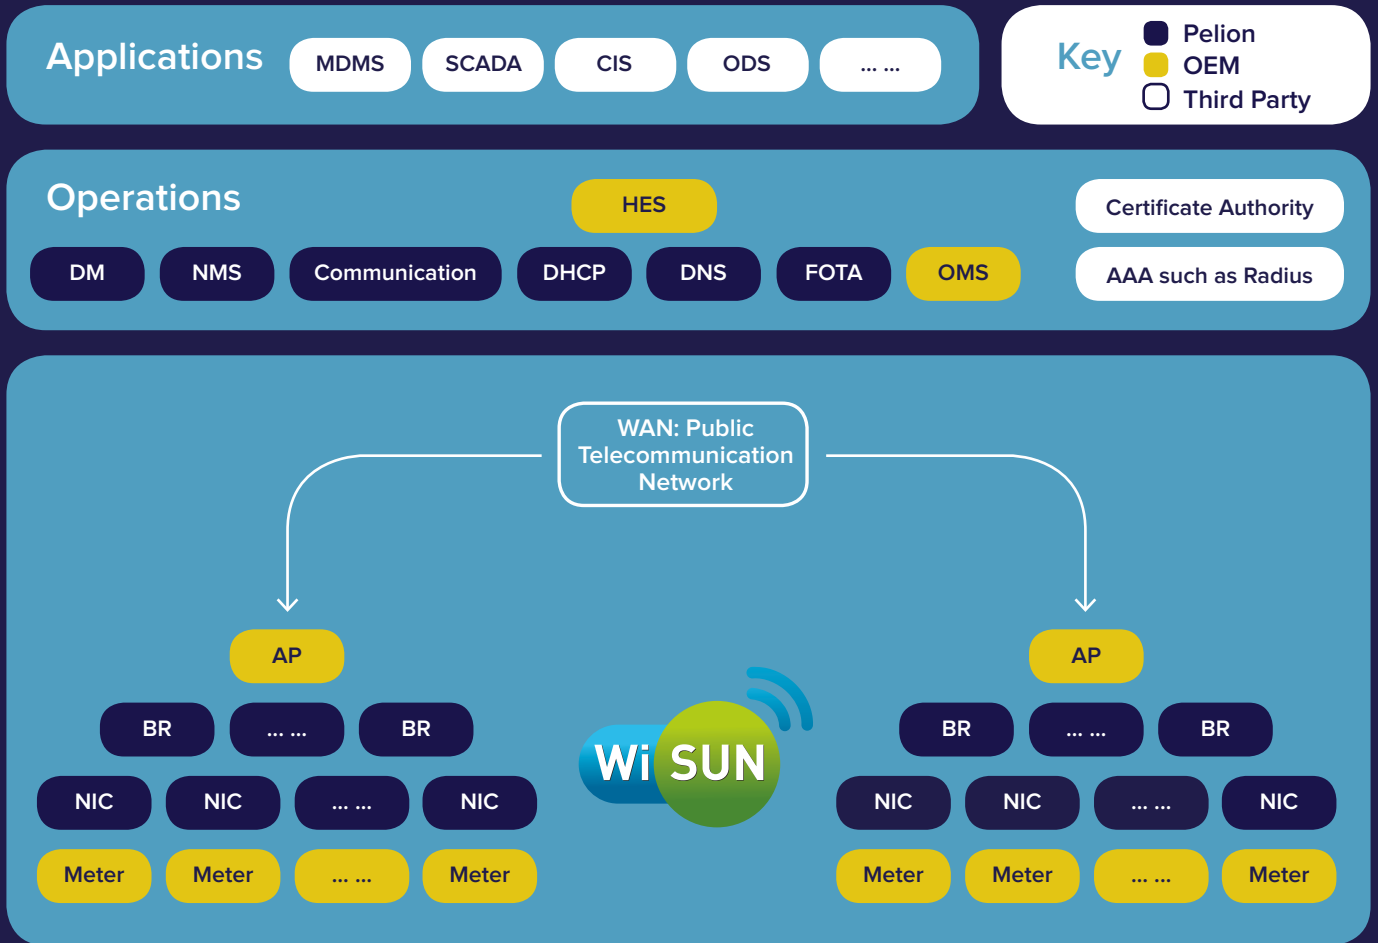 Applications
MDMS
SCADA
CIS
ODS
... ...
Key
Pelion
OEM
Third Party
Operations
HES
Certificate Authority
DM
NMS
Communication
DHCP
DNS
FOTA
OMS
AAA such as Radius
WAN: Public
Telecommunication
Network
AP
AP
BR
... ...
BR
BR
... ...
BR
Wi SUN
NIC
NIC
... ...
NIC
NIC
NIC
... ...
NIC
Meter
Meter
... ...
Meter
Meter
Meter
... ...
Meter